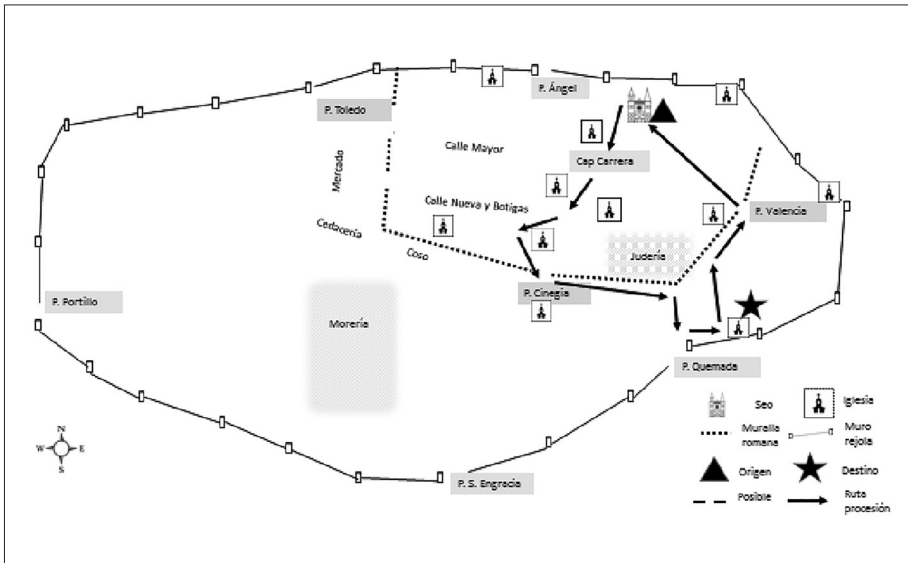 P. Ángel
P. Toledo
Calle Mayor
Cap Carrera
Mercado
Calle Nueva y Botigas
P. Valencia
Cedacería
Coso
Judería
P. Cinegia
P. Portillo
Morería
P. Quemada
N
W
E
S
P. S. Engracia
Seo
Iglesia
Muralla
romana
Muro
rejola
Origen
Destino
Posible
Ruta
procesión